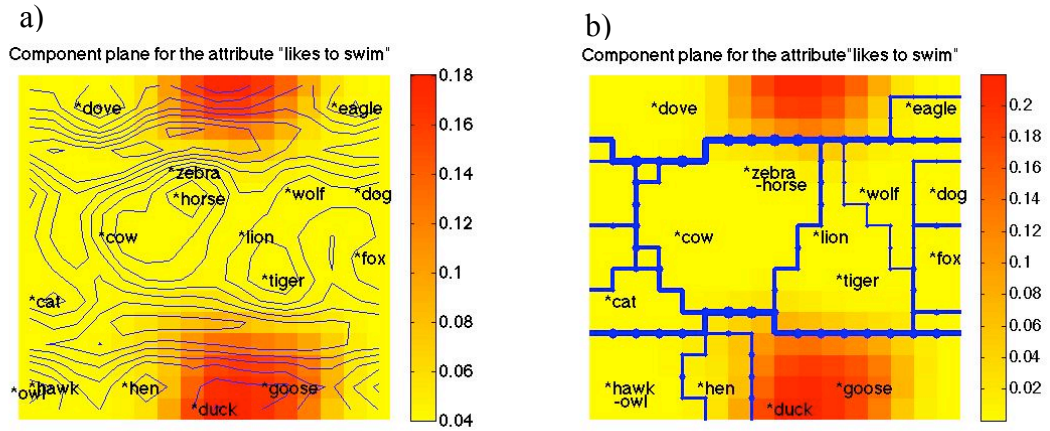 a)
Component plane for the attribute "likes to swim"
*dove
*eagle
*zebra
*horse
*wolf
*dog
*cow
*lion
*fox
*tiger
*cat
*hawk
*owl
*hen
*goose
*duck
0.18
0.16
0.14
0.12
0.1
0.08
0.06
0.04
b)
Component plane for the attribute"likes to swim"
*dove
*eagle
*zebra
-horse
*wolf
*dog
*cow
*lion
*fox
*tiger
*cat
*hawk
-owl
*hen
*goose
*duck
0.2
0.18
0.16
0.14
0.12
0.1
0.08
0.06
0.04
0.02